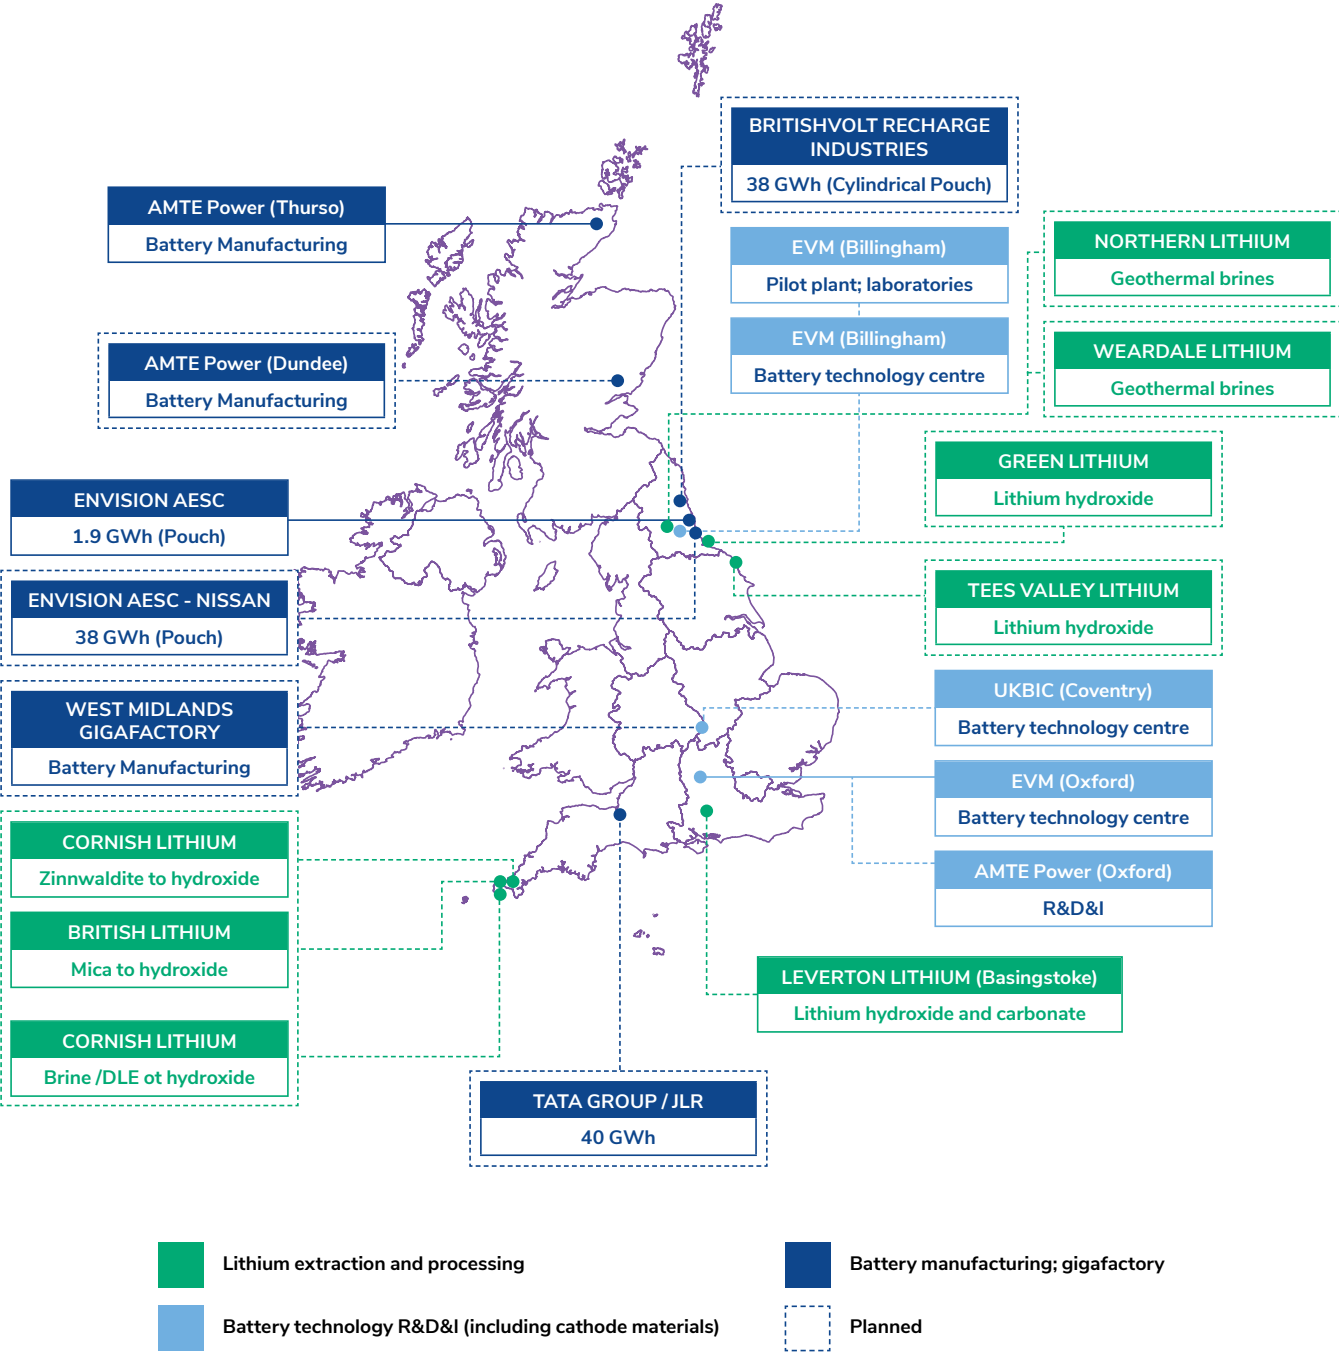 BRITISHVOLT RECHARGE
INDUSTRIES
38 GWh (Cylindrical Pouch)
AMTE Power (Thurso)
Battery Manufacturing
EVM (Billingham)
Pilot plant; laboratories
NORTHERN LITHIUM
Geothermal brines
EVM (Billingham)
Battery technology centre
WEARDALE LITHIUM
Geothermal brines
AMTE Power (Dundee)
Battery Manufacturing
GREEN LITHIUM
Lithium hydroxide
ENVISION AESC
1.9 GWh (Pouch)
ENVISION AESC - NISSAN
38 GWh (Pouch)
TEES VALLEY LITHIUM
Lithium hydroxide
WEST MIDLANDS
GIGAFACTORY
Battery Manufacturing
UKBIC (Coventry)
Battery technology centre
EVM (Oxford)
Battery technology centre
CORNISH LITHIUM
Zinnwaldite to hydroxide
AMTE Power (Oxford)
R&D&I
BRITISH LITHIUM
Mica to hydroxide
LEVERTON LITHIUM (Basingstoke)
Lithium hydroxide and carbonate
CORNISH LITHIUM
Brine /DLE ot hydroxide
TATA GROUP / JLR
40 GWh
Lithium extraction and processing
Battery manufacturing; gigafactory
Battery technology R&D&I (including cathode materials)
Planned